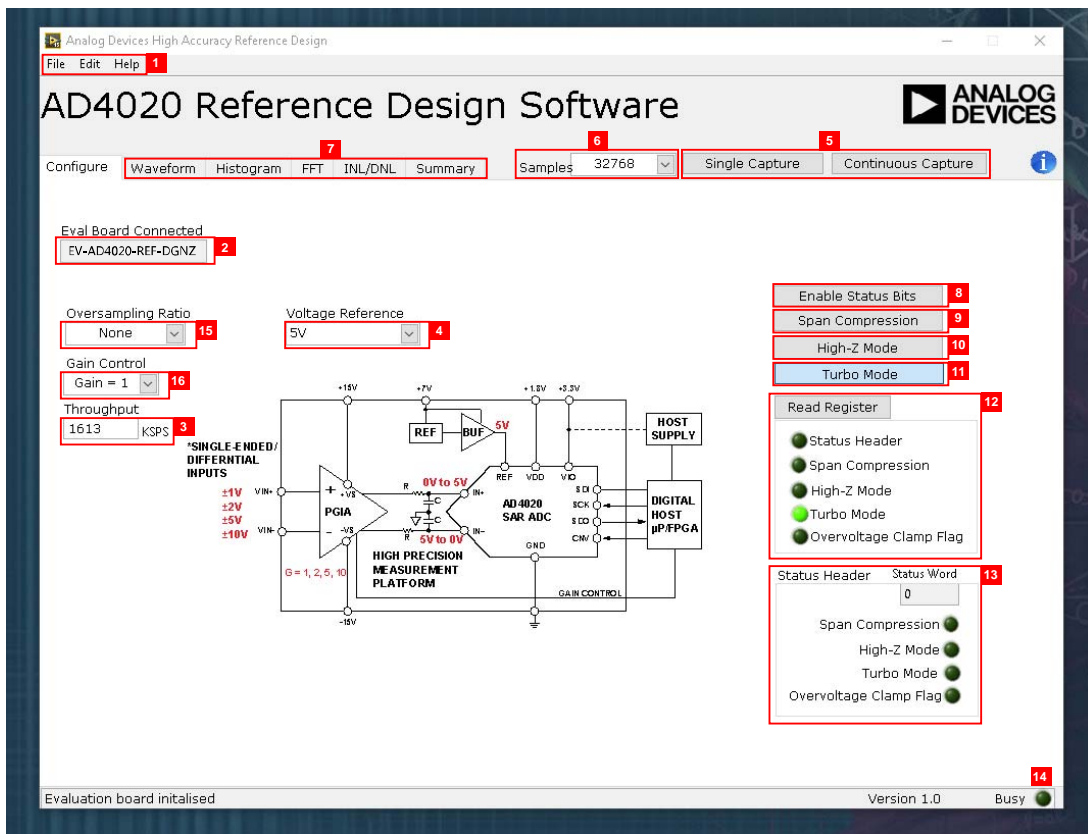 Analog Devices High Accuracy Reference Design
File Edit Help 1
AD4020 Reference Design Software
ANALOG
DEVICES
7
6
5
Configure Waveform Histogram FFT INL/DNL Summary
Samples 32768
Single Capture Continuous Capture
i
Eval Board Connected
EV-AD4020-REF-DGNZ 2
Oversampling Ratio
None 15
Voltage Reference
5V 4
Gain Control
Gain = 1 16
Throughput
1613 KSPS 3
Enable Status Bits 8
Span Compression 9
High-Z Mode 10
Turbo Mode 11
+15V
+7V
+1.8V
+3.3V
REF
BUF
5V
HOST
SUPPLY
*SINGLE-ENDED/
DIFFERNTIAL
INPUTS
±1V
±2V
±5V
±10V
VIN+
VIN-
+
-
PGIA
+VS
-VS
G = 1, 2, 5, 10
R
0V to 5V
C
C
R
5V to 0V
REF
VDD
VIO
IN+
IN-
AD4020
SAR ADC
SDI
SCK
SDO
CNV
GND
DIGITAL
HOST
µP/FPGA
HIGH PRECISION
MEASUREMENT
PLATFORM
GAIN CONTROL
-15V
Read Register 12
Status Header
Span Compression
High-Z Mode
Turbo Mode
Overvoltage Clamp Flag
Status Header Status Word 13
0
Span Compression
High-Z Mode
Turbo Mode
Overvoltage Clamp Flag
14
Evaluation board initalised
Version 1.0
Busy